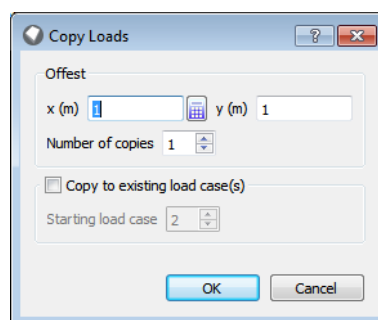 Copy Loads
Offest
x (m) 1 y (m) 1
Number of copies 1
Copy to existing load case(s)
Starting load case 2
OK Cancel